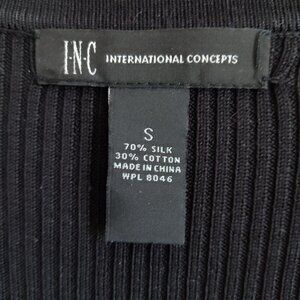 I·N·C INTERNATIONAL CONCEPTS
S
70% SILK
30% COTTON
MADE IN CHINA
WPL 8046